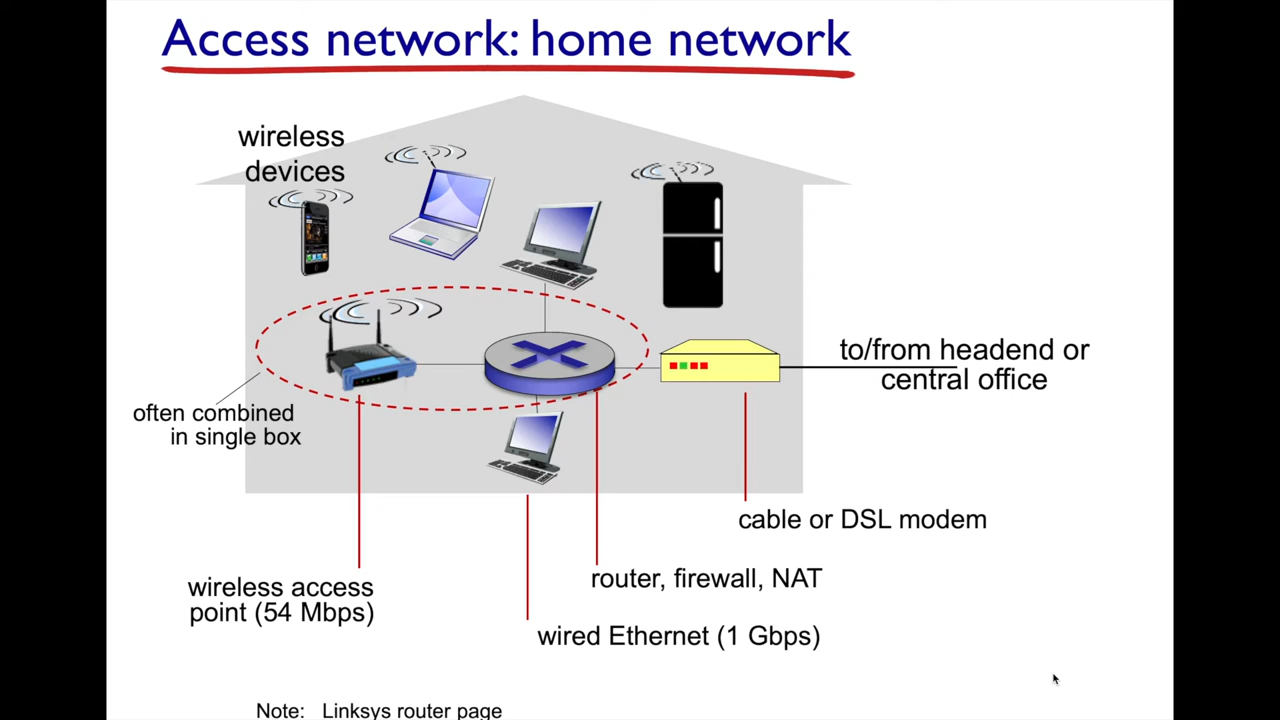 Access network: home network
wireless
devices
to/from headend or
central office
often combined
in single box
cable or DSL modem
router, firewall, NAT
wireless access
point (54 Mbps)
wired Ethernet (1 Gbps)
Note: Linksys router page